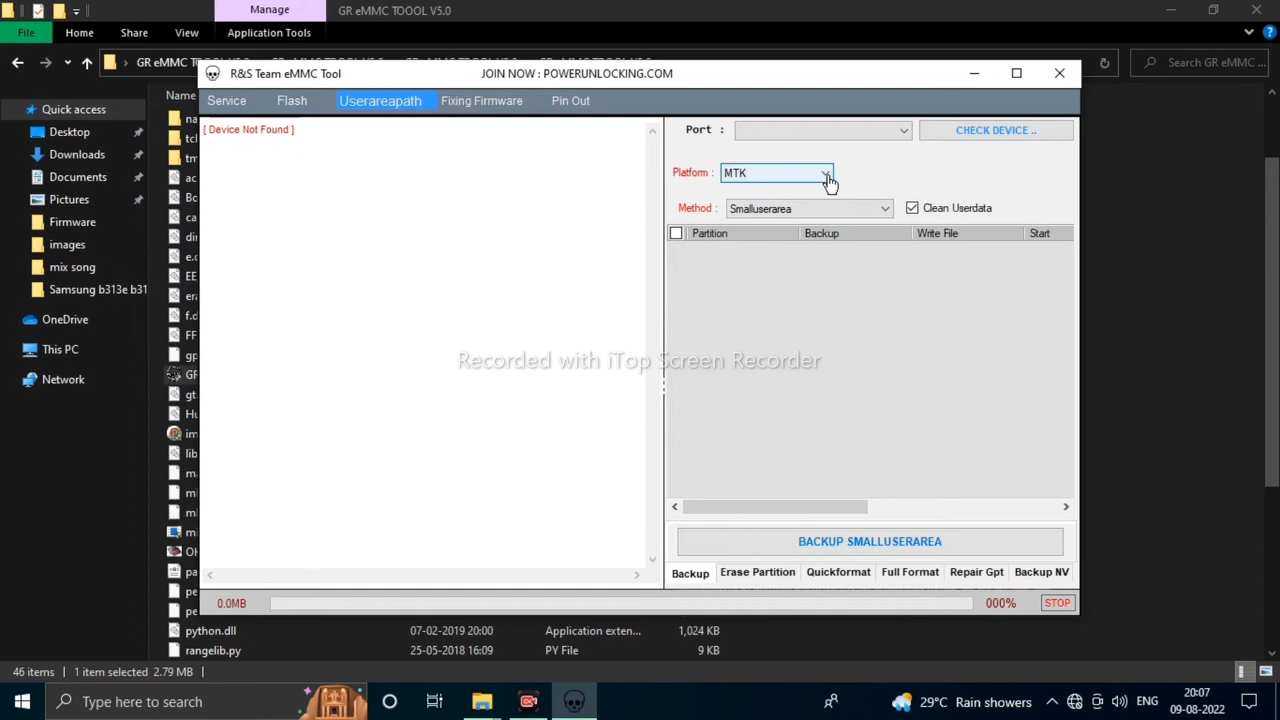 Manage
GR eMMC TOOOL V5.0
File
Home
Share
View
Application Tools
Search GR eMMC ...
R&S Team eMMC Tool
JOIN NOW : POWERUNLOCKING.COM
Service
Flash
Userareapath
Fixing Firmware
Pin Out
Quick access
Desktop
Downloads
Documents
Pictures
Firmware
images
mix song
Samsung b313e b31
OneDrive
This PC
Network
Name
[ Device Not Found ]
Port :
CHECK DEVICE ..
Platform :
MTK
Method :
Smalluserarea
Clean Userdata
Partition
Backup
Write File
Start
Recorded with iTop Screen Recorder
BACKUP SMALLUSERAREA
Backup
Erase Partition
Quickformat
Full Format
Repair Gpt
Backup NV
0.0MB
000%
STOP
python.dll
07-02-2019 20:00
Application exten...
1,024 KB
rangelib.py
25-05-2018 16:09
PY File
9 KB
46 items
1 item selected 2.79 MB
Type here to search
29°C Rain showers
ENG
20:07
09-08-2022